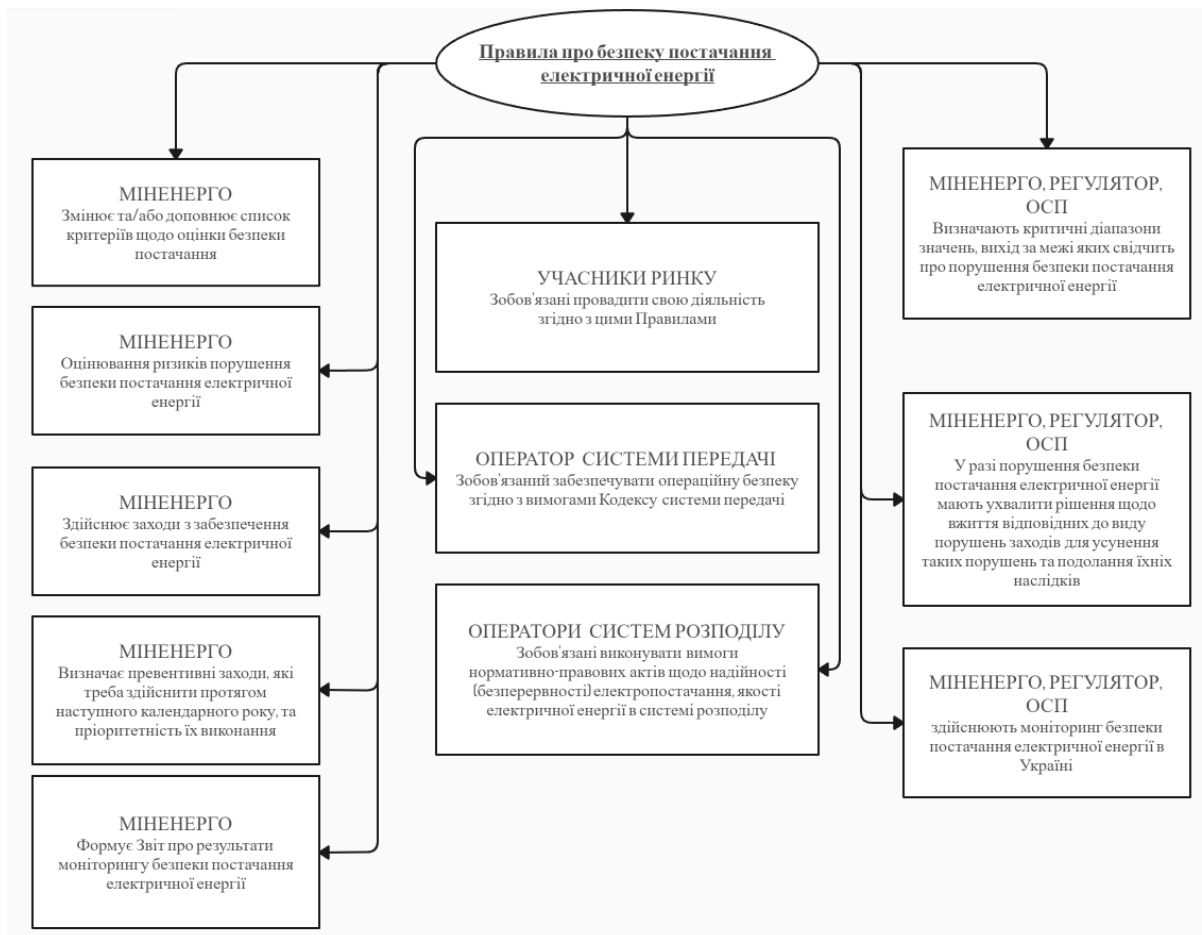 Правила про безпеку постачання
електричної енергії
МІНЕНЕРГО
Змінює та/або доповнює список
критеріїв щодо оцінки безпеки
постачання
МІНЕНЕРГО
Оцінювання ризиків порушення
безпеки постачання електричної
енергії
МІНЕНЕРГО
Здійснює заходи з забезпечення
безпеки постачання електричної
енергії
МІНЕНЕРГО
Визначає превентивні заходи, які
треба здійснити протягом
наступного календарного року, та
пріоритетність їх виконання
МІНЕНЕРГО
Формує Звіт про результати
моніторингу безпеки постачання
електричної енергії
УЧАСНИКИ РИНКУ
Зобов'язані провадити свою діяльність
згідно з цими Правилами
ОПЕРАТОР СИСТЕМИ ПЕРЕДАЧІ
Зобов'язаний забезпечувати операційну безпеку
згідно з вимогами Кодексу системи передачі
ОПЕРАТОРИ СИСТЕМ РОЗПОДІЛУ
Зобов'язані виконувати вимоги
нормативно-правових актів щодо надійності
(безперервності) електропостачання, якості
електричної енергії в системі розподілу
МІНЕНЕРГО, РЕГУЛЯТОР,
ОСП
Визначають критичні діапазони
значень, вихід за межі яких свідчить
про порушення безпеки постачання
електричної енергії
МІНЕНЕРГО, РЕГУЛЯТОР,
ОСП
У разі порушення безпеки
постачання електричної енергії
мають ухвалити рішення щодо
вжиття відповідних до виду
порушень заходів для усунення
таких порушень та подолання їхніх
наслідків
МІНЕНЕРГО, РЕГУЛЯТОР,
ОСП
здійснюють моніторинг безпеки
постачання електричної енергії в
Україні